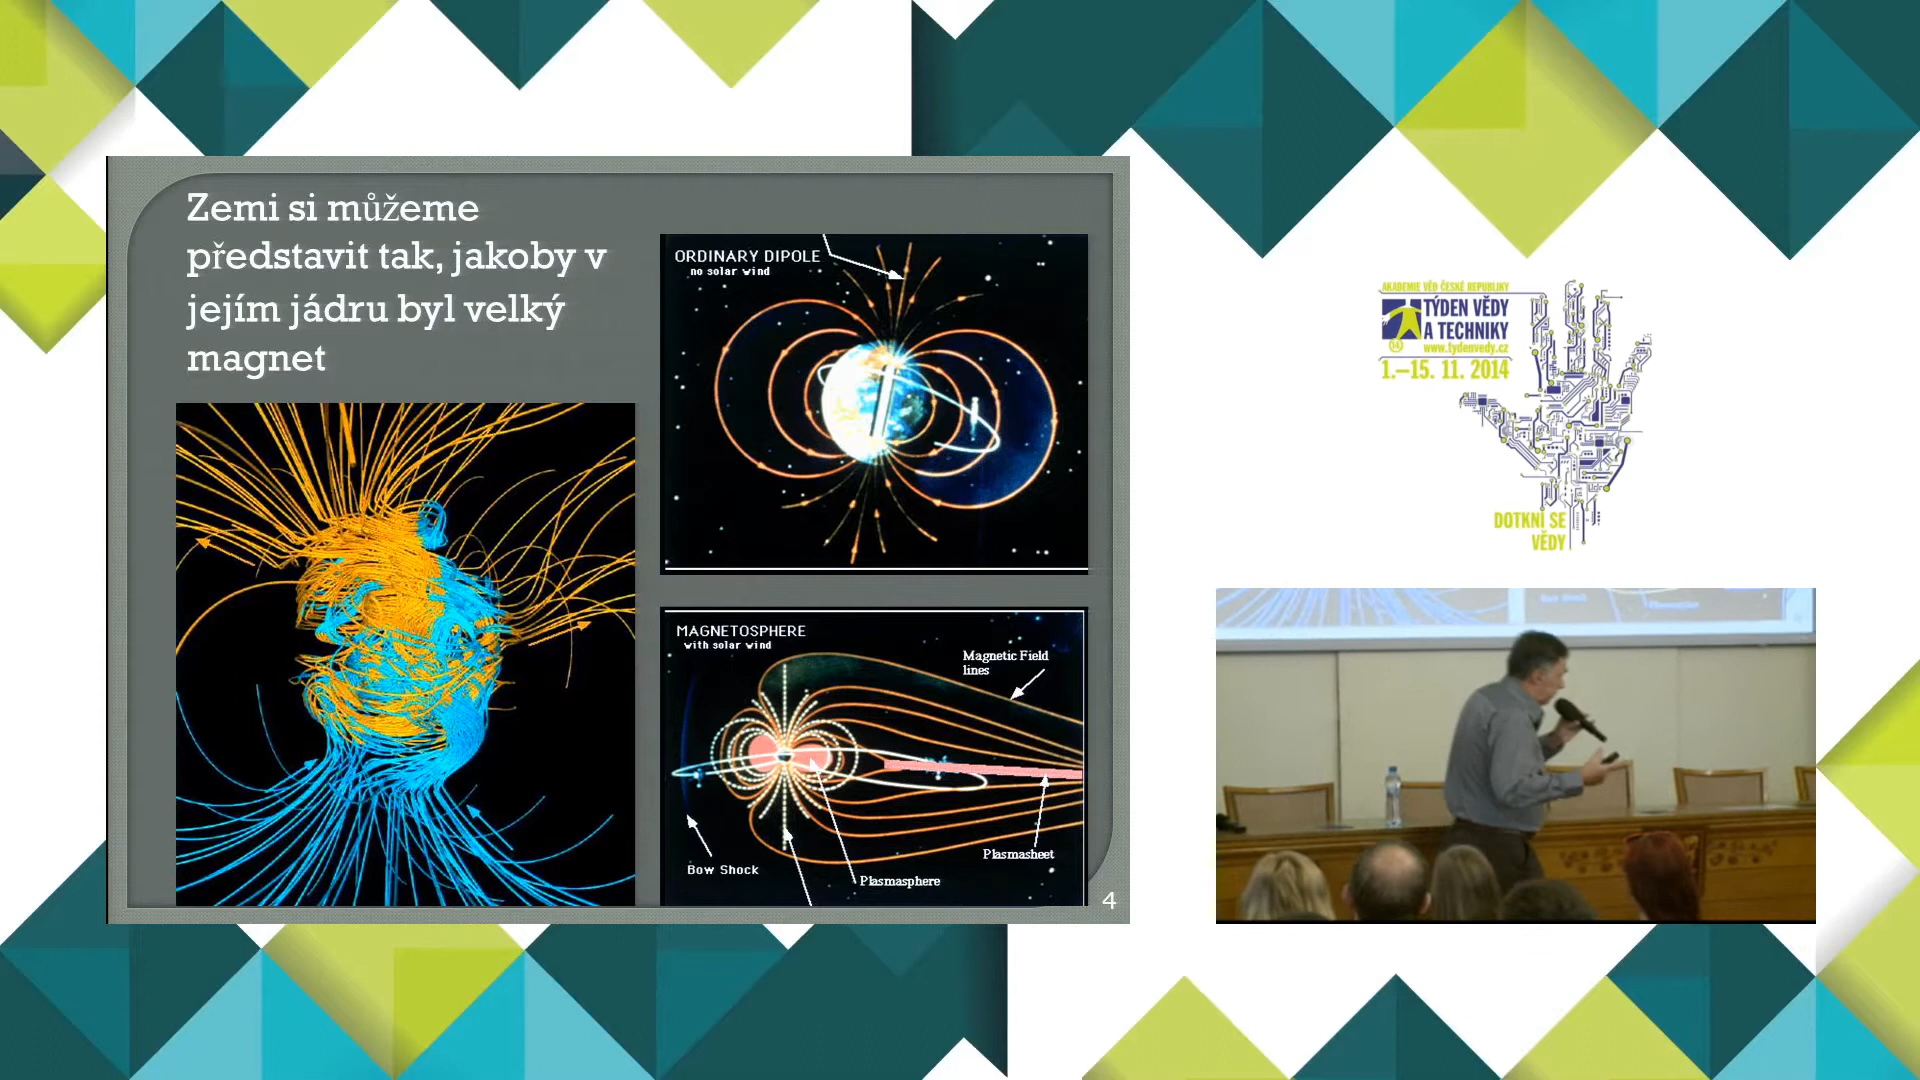 Zemi si můžeme
představit tak, jakoby v
jejím jádru byl velký
magnet
ORDINARY DIPOLE
no solar wind
MAGNETOSPHERE
with solar wind
Magnetic Field
lines
Plasmasheet
Bow Shock
Plasmasphere
4
AKADEMIE VĚD ČESKÉ REPUBLIKY
TÝDEN VĚDY
A TECHNIKY
www.tydenvedy.cz
1.–15. 11. 2014
DOTKNI SE
VĚDY